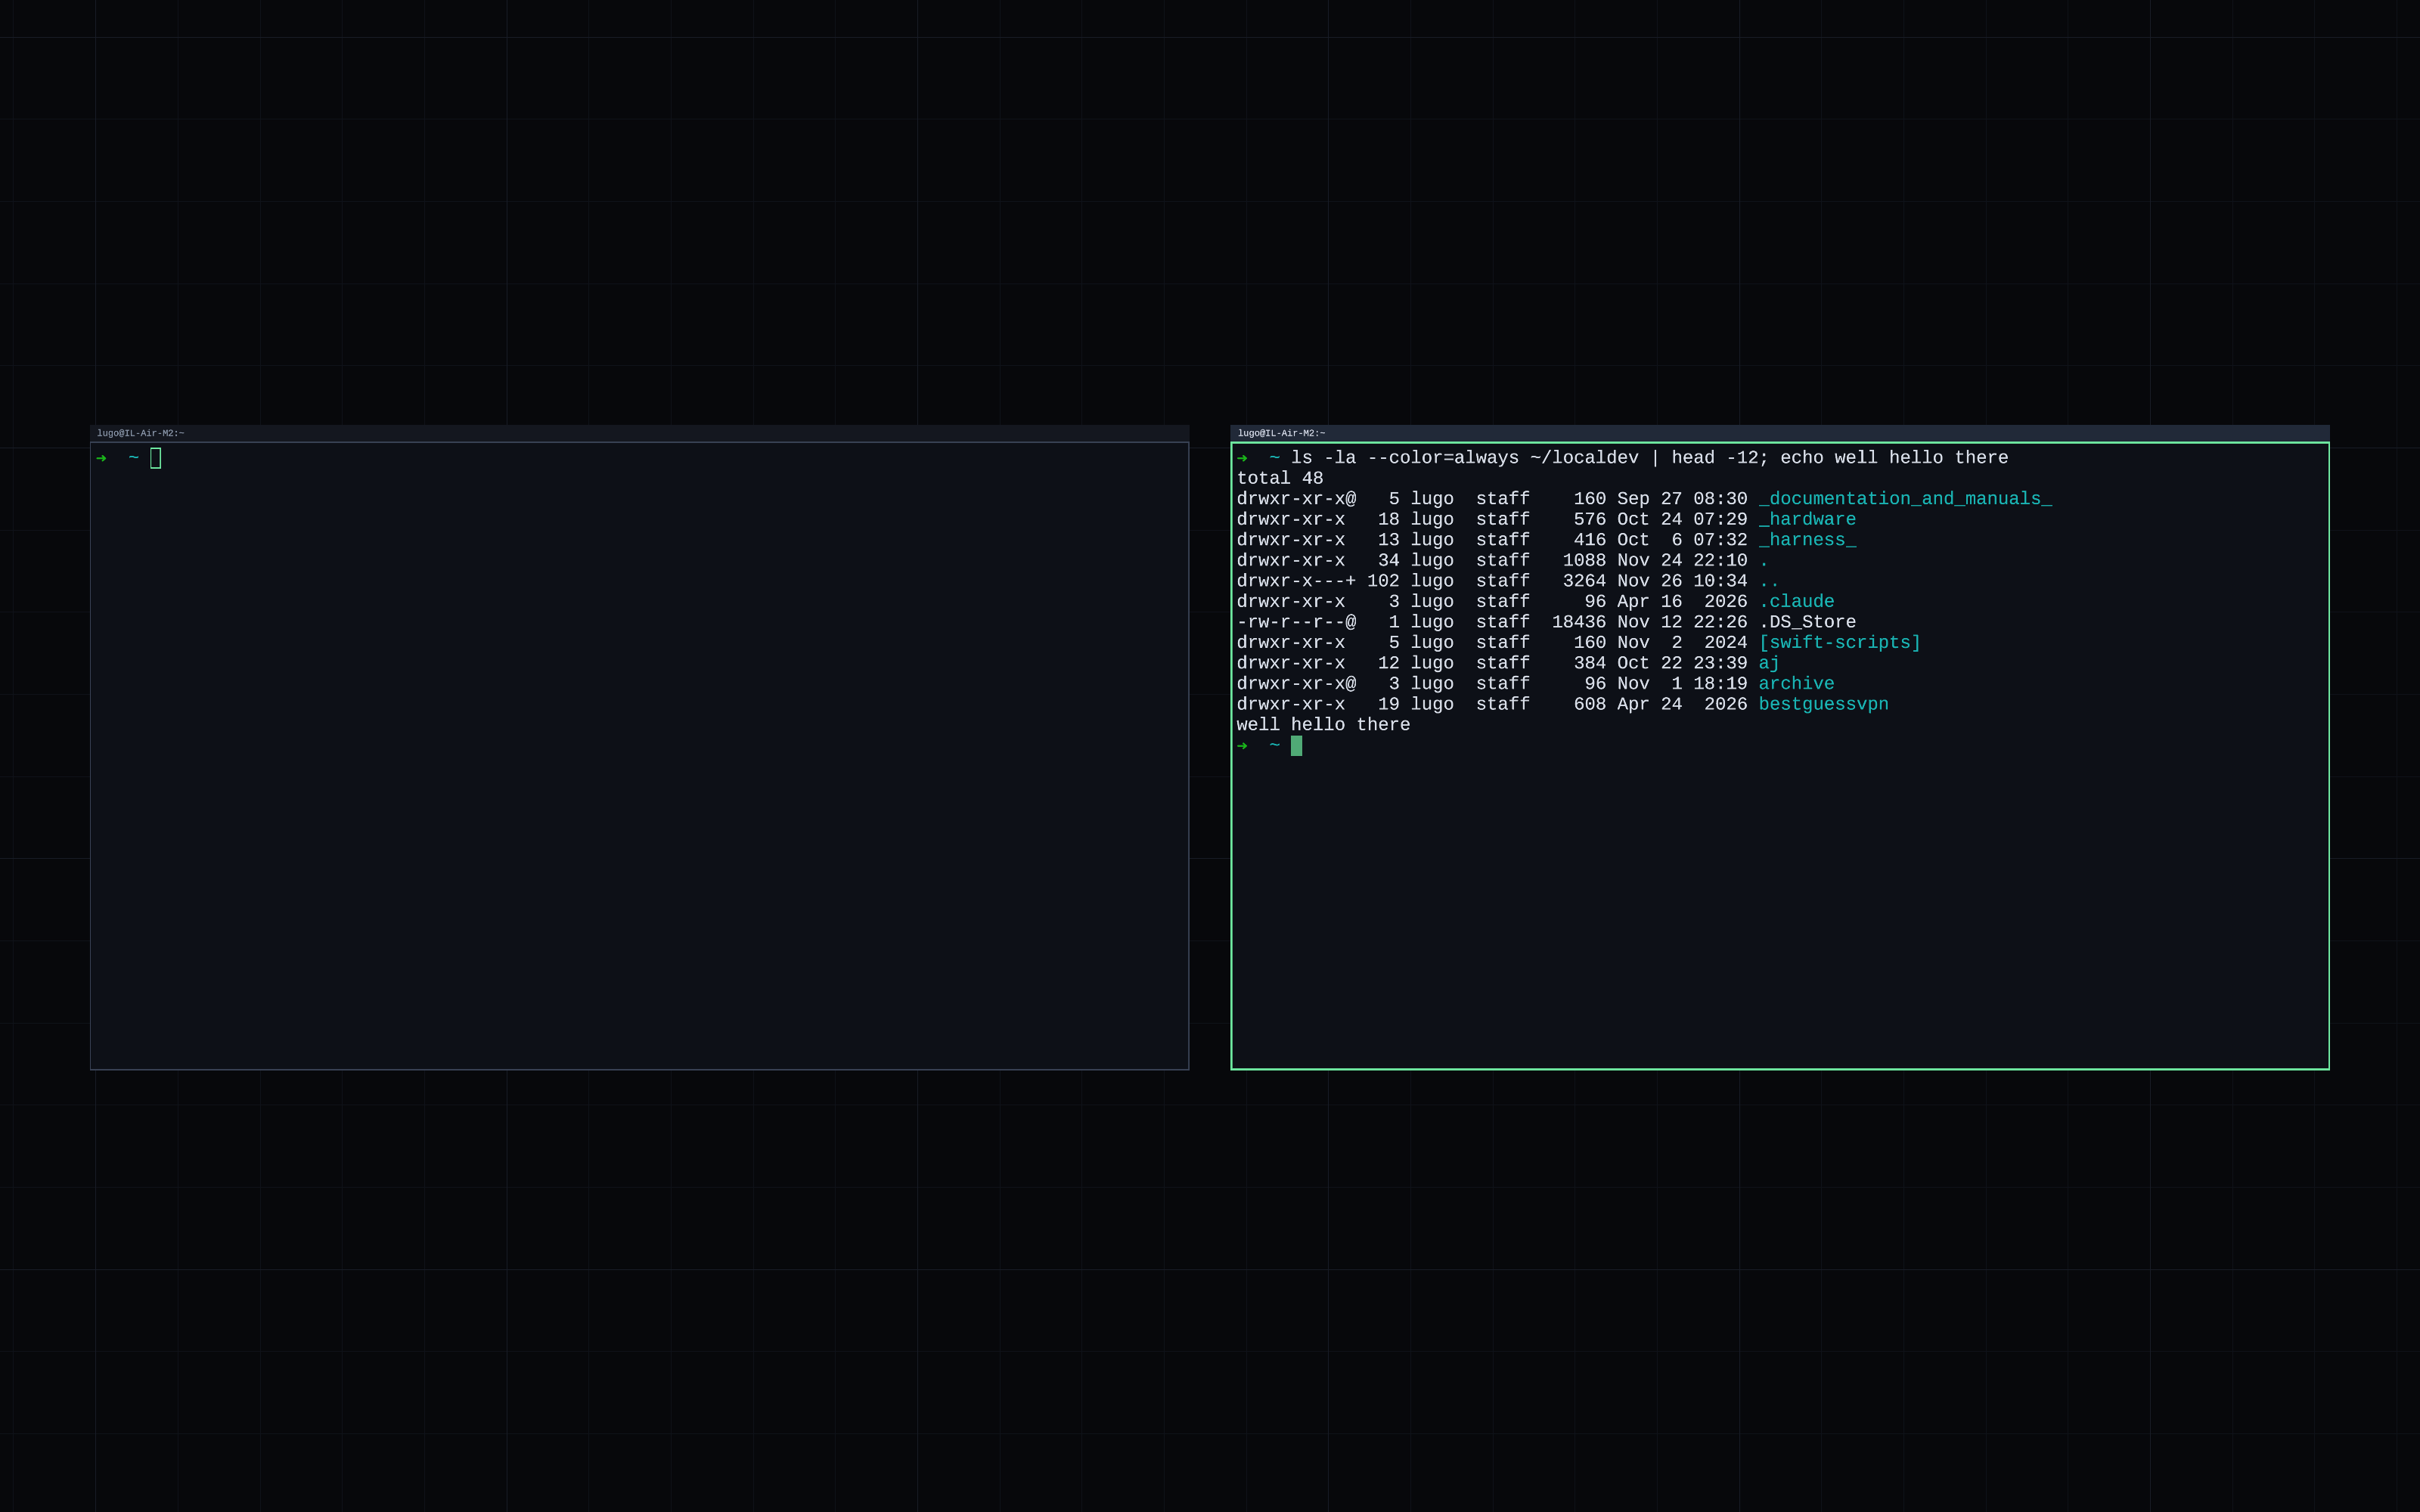 lugo@IL-Air-M2:~
➜  ~
lugo@IL-Air-M2:~
➜  ~ ls -la --color=always ~/localdev | head -12; echo well hello there
total 48
drwxr-xr-x@   5 lugo  staff    160 Sep 27 08:30 _documentation_and_manuals_
drwxr-xr-x   18 lugo  staff    576 Oct 24 07:29 _hardware
drwxr-xr-x   13 lugo  staff    416 Oct  6 07:32 _harness_
drwxr-xr-x   34 lugo  staff   1088 Nov 24 22:10 .
drwxr-x---+ 102 lugo  staff   3264 Nov 26 10:34 ..
drwxr-xr-x    3 lugo  staff     96 Apr 16  2026 .claude
-rw-r--r--@   1 lugo  staff  18436 Nov 12 22:26 .DS_Store
drwxr-xr-x    5 lugo  staff    160 Nov  2  2024 [swift-scripts]
drwxr-xr-x   12 lugo  staff    384 Oct 22 23:39 aj
drwxr-xr-x@   3 lugo  staff     96 Nov  1 18:19 archive
drwxr-xr-x   19 lugo  staff    608 Apr 24  2026 bestguessvpn
well hello there
➜  ~